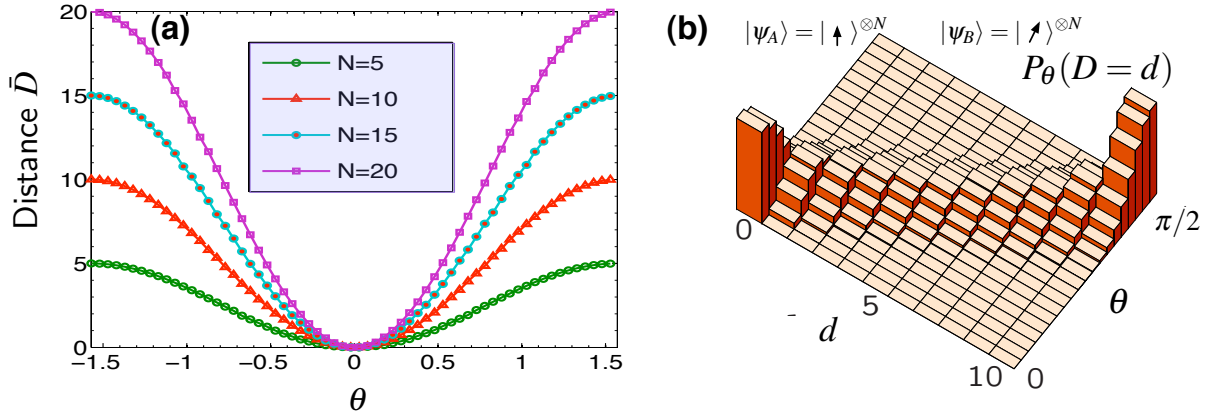 (a)
Distance D̄
20
15
10
5
0
N=5
N=10
N=15
N=20
−1.5
−1
−0.5
0
0.5
1
1.5
θ
(b)
|ψ_A⟩ = | ↑ ⟩^⊗N
|ψ_B⟩ = | ↗ ⟩^⊗N
P_θ(D = d)
0
5
10
d
0
θ
π/2